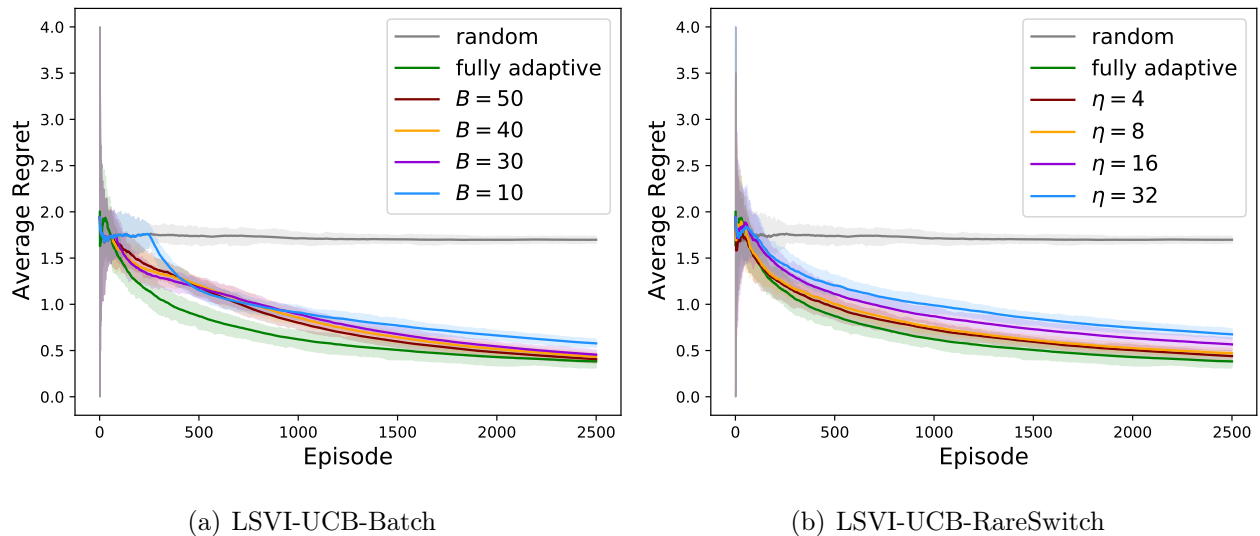 4.0
3.5
3.0
2.5
2.0
1.5
1.0
0.5
0.0
Average Regret
random
fully adaptive
B = 50
B = 40
B = 30
B = 10
0 500 1000 1500 2000 2500
Episode
(a) LSVI-UCB-Batch
4.0
3.5
3.0
2.5
2.0
1.5
1.0
0.5
0.0
Average Regret
random
fully adaptive
η = 4
η = 8
η = 16
η = 32
0 500 1000 1500 2000 2500
Episode
(b) LSVI-UCB-RareSwitch